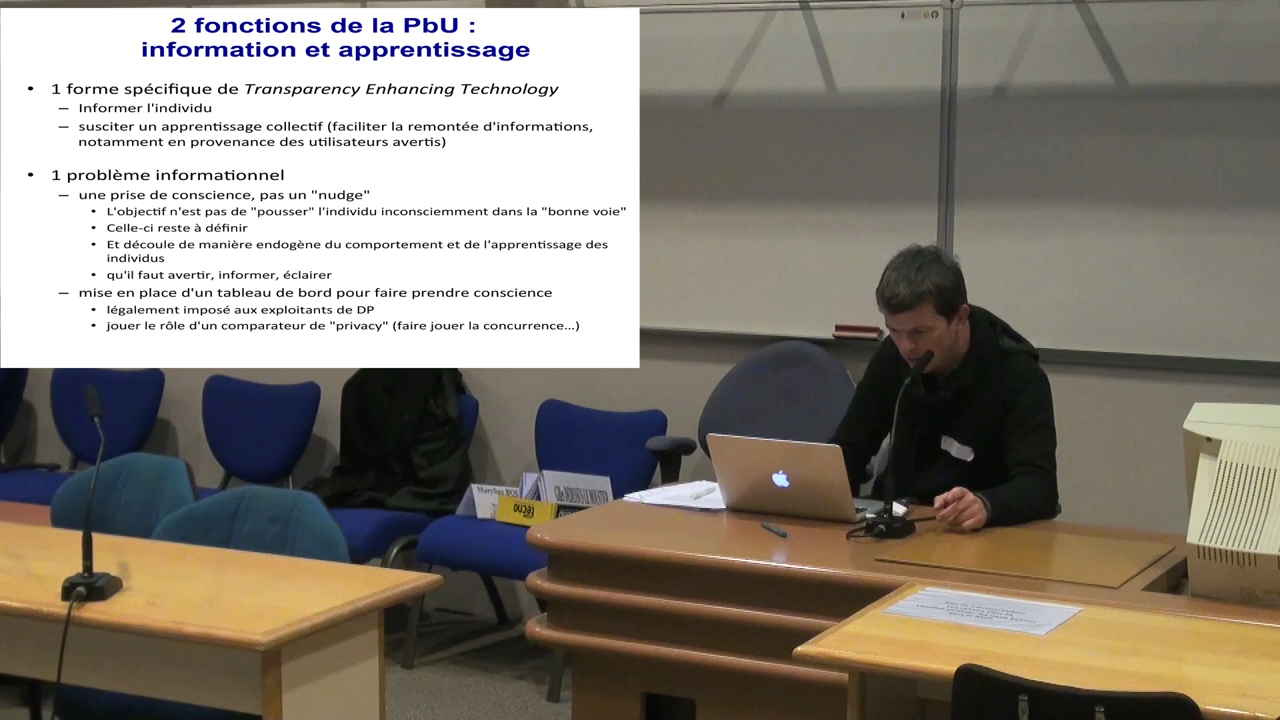 2 fonctions de la PbU :
information et apprentissage
• 1 forme spécifique de Transparency Enhancing Technology
– Informer l'individu
– susciter un apprentissage collectif (faciliter la remontée d'informations,
notamment en provenance des utilisateurs avertis)
• 1 problème informationnel
– une prise de conscience, pas un "nudge"
• L'objectif n'est pas de "pousser" l'individu inconsciemment dans la "bonne voie"
• Celle-ci reste à définir
• Et découle de manière endogène du comportement et de l'apprentissage des
individus
• qu'il faut avertir, informer, éclairer
– mise en place d'un tableau de bord pour faire prendre conscience
• légalement imposé aux exploitants de DP
• jouer le rôle d'un comparateur de "privacy" (faire jouer la concurrence...)
Maryline
tecno